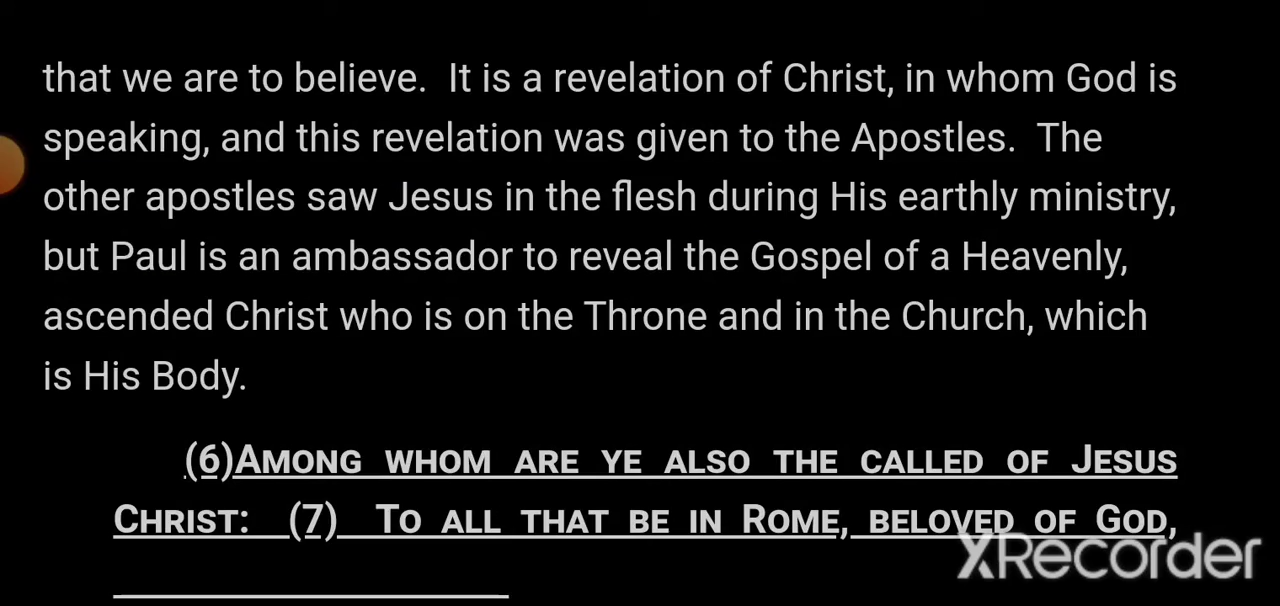 that we are to believe.  It is a revelation of Christ, in whom God is
speaking, and this revelation was given to the Apostles.  The
other apostles saw Jesus in the flesh during His earthly ministry,
but Paul is an ambassador to reveal the Gospel of a Heavenly,
ascended Christ who is on the Throne and in the Church, which
is His Body.
(6)AMONG WHOM ARE YE ALSO THE CALLED OF JESUS
CHRIST:  (7)  TO ALL THAT BE IN ROME, BELOVED OF GOD,
XRecorder